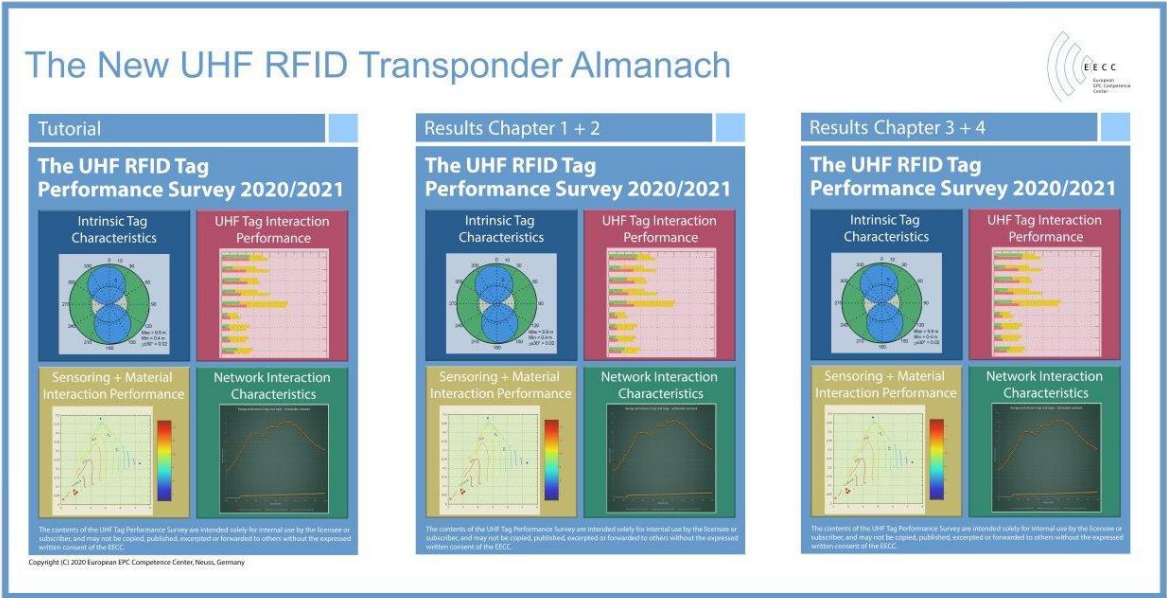 The New UHF RFID Transponder Almanach
EECC
European
EPC Competence
Center
Tutorial
The UHF RFID Tag
Performance Survey 2020/2021
Intrinsic Tag
Characteristics
UHF Tag Interaction
Performance
Sensoring + Material
Interaction Performance
Network Interaction
Characteristics
The contents of the UHF Tag Performance Survey are intended solely for internal use by the licensee or
subscriber, and may not be copied, published, excerpted or forwarded to others without the expressed
written consent of the EECC.
Results Chapter 1 + 2
The UHF RFID Tag
Performance Survey 2020/2021
Intrinsic Tag
Characteristics
UHF Tag Interaction
Performance
Sensoring + Material
Interaction Performance
Network Interaction
Characteristics
The contents of the UHF Tag Performance Survey are intended solely for internal use by the licensee or
subscriber, and may not be copied, published, excerpted or forwarded to others without the expressed
written consent of the EECC.
Results Chapter 3 + 4
The UHF RFID Tag
Performance Survey 2020/2021
Intrinsic Tag
Characteristics
UHF Tag Interaction
Performance
Sensoring + Material
Interaction Performance
Network Interaction
Characteristics
The contents of the UHF Tag Performance Survey are intended solely for internal use by the licensee or
subscriber, and may not be copied, published, excerpted or forwarded to others without the expressed
written consent of the EECC.
Copyright (C) 2020 European EPC Competence Center, Neuss, Germany